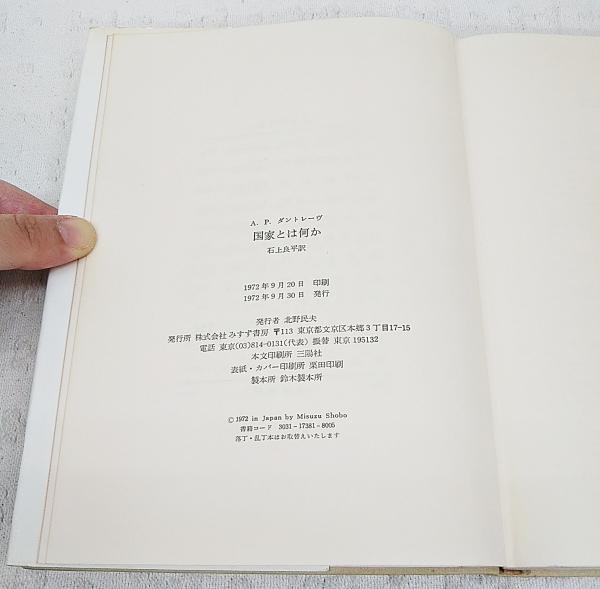 A. P. ダントレーヴ
国家とは何か
石上良平訳
1972年9月20日 印刷
1972年9月30日 発行
発行者 北野民夫
発行所 株式会社 みすず書房 〒113 東京都文京区本郷3丁目17-15
電話 東京(03)814-0131(代表) 振替 東京 195132
本文印刷所 三陽社
表紙・カバー印刷所 栗田印刷
製本所 鈴木製本所
© 1972 in Japan by Misuzu Shobo
書籍コード 3031-17381-8005
落丁・乱丁本はお取替えいたします